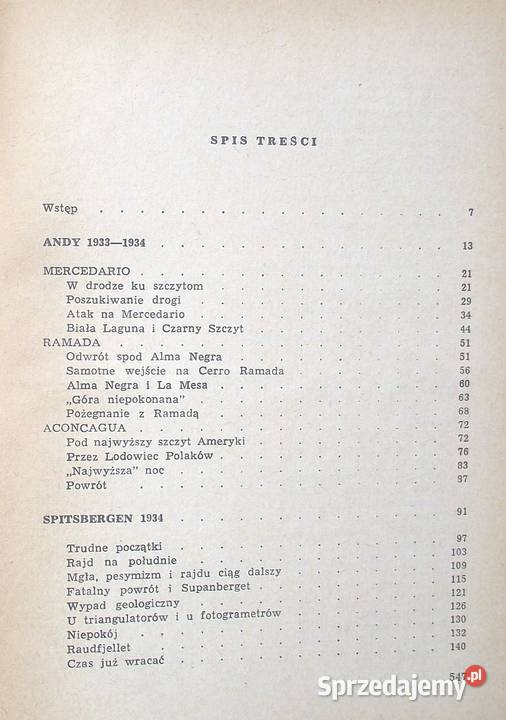 SPIS TREŚCI
Wstęp . . . . . . . . . . . . . . 7
ANDY 1933—1934 . . . . . . . . . . . . 13
MERCEDARIO . . . . . . . . . . . . 21
W drodze ku szczytom . . . . . . . . . . 21
Poszukiwanie drogi . . . . . . . . . . 29
Atak na Mercedario . . . . . . . . . . 34
Biała Laguna i Czarny Szczyt . . . . . . . . 44
RAMADA . . . . . . . . . . . . . 51
Odwrót spod Alma Negra . . . . . . . . . 51
Samotne wejście na Cerro Ramada . . . . . . . 56
Alma Negra i La Mesa . . . . . . . . . . 60
„Góra niepokonana" . . . . . . . . . . 63
Pożegnanie z Ramadą . . . . . . . . . . 68
ACONCAGUA . . . . . . . . . . . . 72
Pod najwyższy szczyt Ameryki . . . . . . . . 72
Przez Lodowiec Polaków . . . . . . . . . 76
„Najwyższa" noc . . . . . . . . . . . 83
Powrót . . . . . . . . . . . . . 87
SPITSBERGEN 1934 . . . . . . . . . . . 91
Trudne początki . . . . . . . . . . . 97
Rajd na południe . . . . . . . . . . . 103
Mgła, pesymizm i rajdu ciąg dalszy . . . . . . . 109
Fatalny powrót i Supanberget . . . . . . . . 115
Wypad geologiczny . . . . . . . . . . 121
U triangulatorów i u fotogrametrów . . . . . . . 126
Niepokój . . . . . . . . . . . . . 130
Raudfjellet . . . . . . . . . . . . 132
Czas już wracać . . . . . . . . . . . 140
547
Sprzedajemy.pl